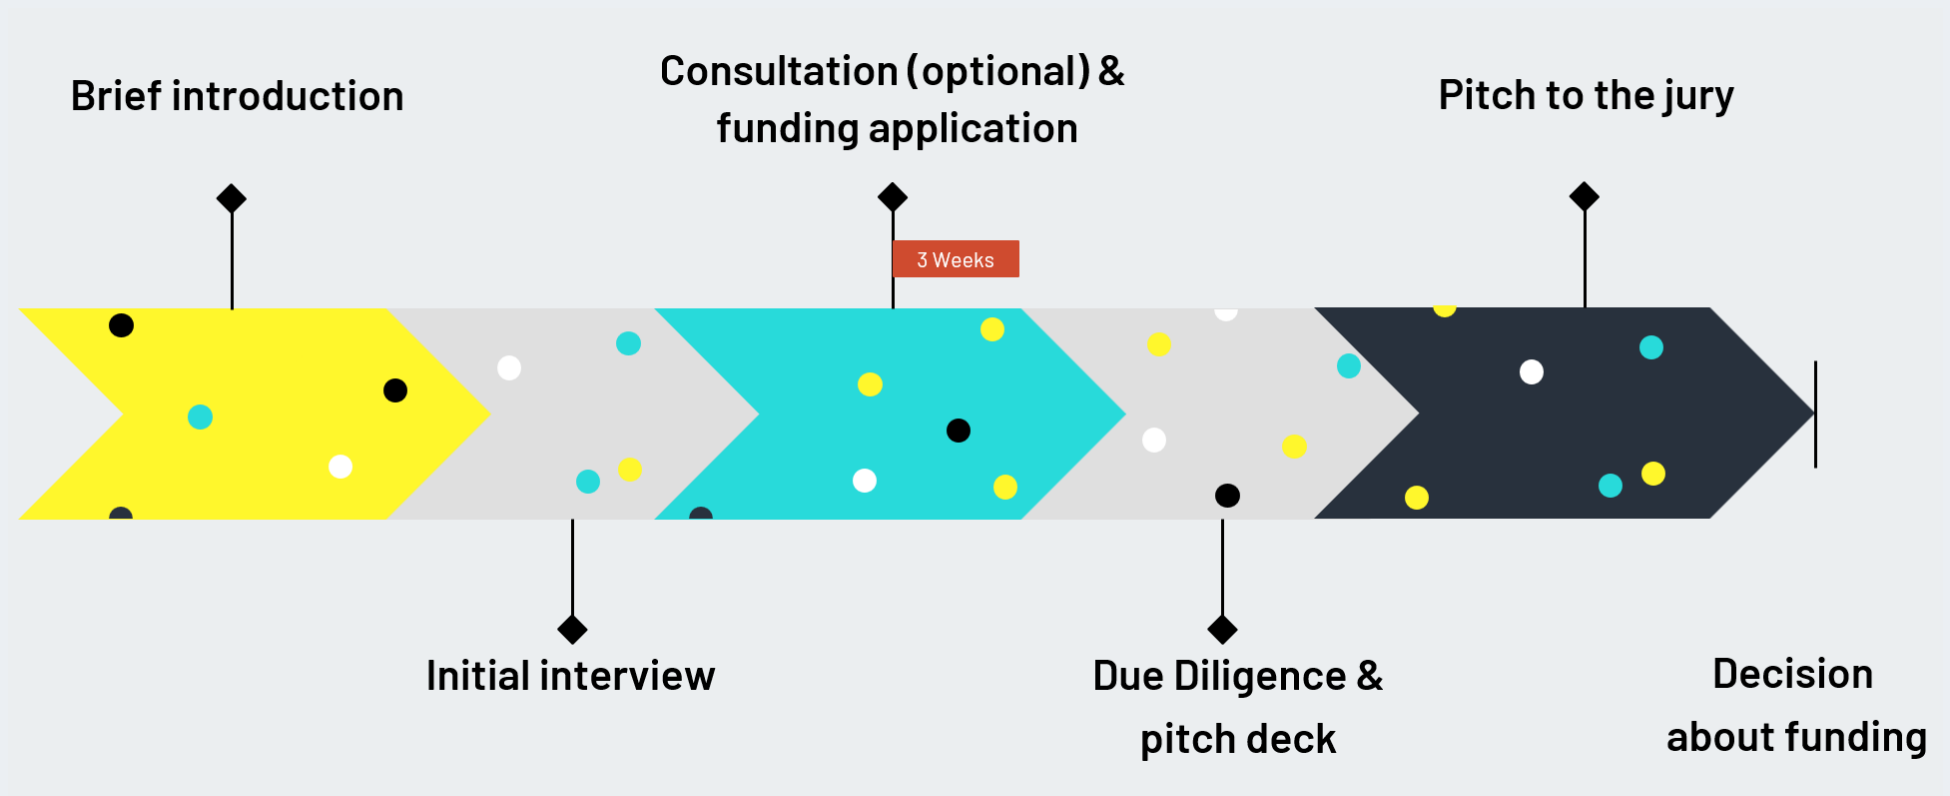 Brief introduction
Consultation (optional) &
funding application
Pitch to the jury
3 Weeks
Initial interview
Due Diligence &
pitch deck
Decision
about funding